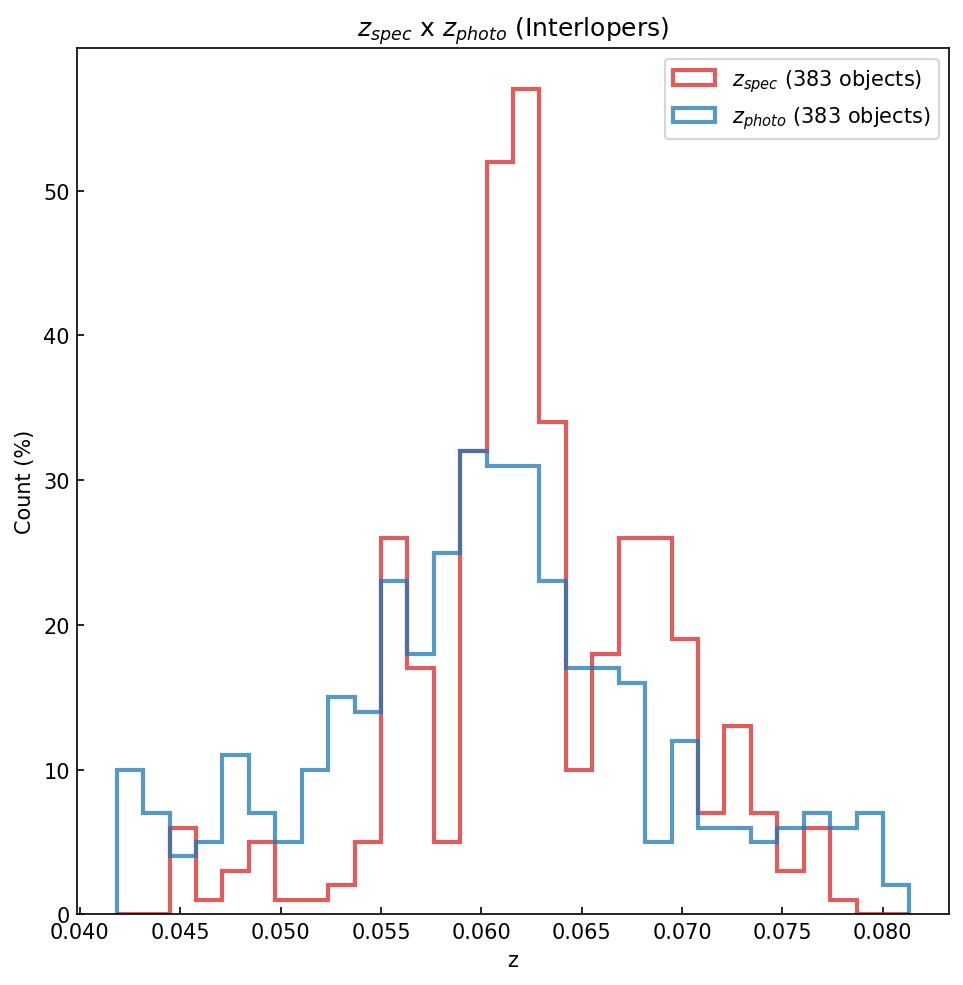 z_spec x z_photo (Interlopers)
z_spec (383 objects)
z_photo (383 objects)
Count (%)
50
40
30
20
10
0
0.040 0.045 0.050 0.055 0.060 0.065 0.070 0.075 0.080
z